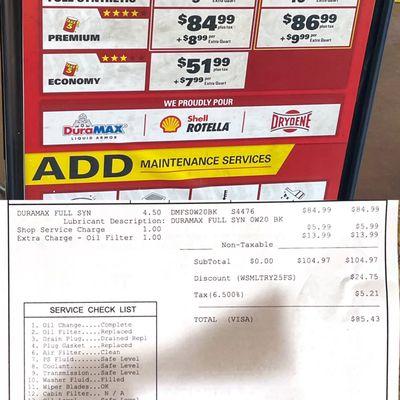 FULL SYNTHETIC
PREMIUM
$84.99 plus tax
+ $8.99 per Extra Quart
$86.99 plus tax
+ $9.99 per Extra Quart
ECONOMY
$51.99 plus tax
+ $7.99 per Extra Quart
WE PROUDLY POUR
DURAMAX
LIQUID ARMOR
Shell
ROTELLA
DRYDENE
ADD MAINTENANCE SERVICES
DURAMAX FULL SYN 4.50 DMFS0W20BK S4476 $84.99 $84.99
Lubricant Description: DURAMAX FULL SYN 0W20 BK
Shop Service Charge 1.00 $5.99 $5.99
Extra Charge - Oil Filter 1.00 $13.99 $13.99
Non-Taxable
SubTotal $0.00 $104.97 $104.97
Discount (WSMLTRY25FS) $24.75
Tax(6.500%) $5.21
TOTAL (VISA) $85.43
SERVICE CHECK LIST
1. Oil Change.....Complete
2. Oil Filter.....Replaced
3. Drain Plug.....Drained Repl
4. Plug Gasket....Replaced
6. Air Filter.....Clean
7. PS Fluid.......Safe Level
8. Coolant........Safe Level
9. Transmission...Safe Level
10. Washer Fluid...Filled
11. Wiper Blades...OK
12. Cabin Filter...N / A